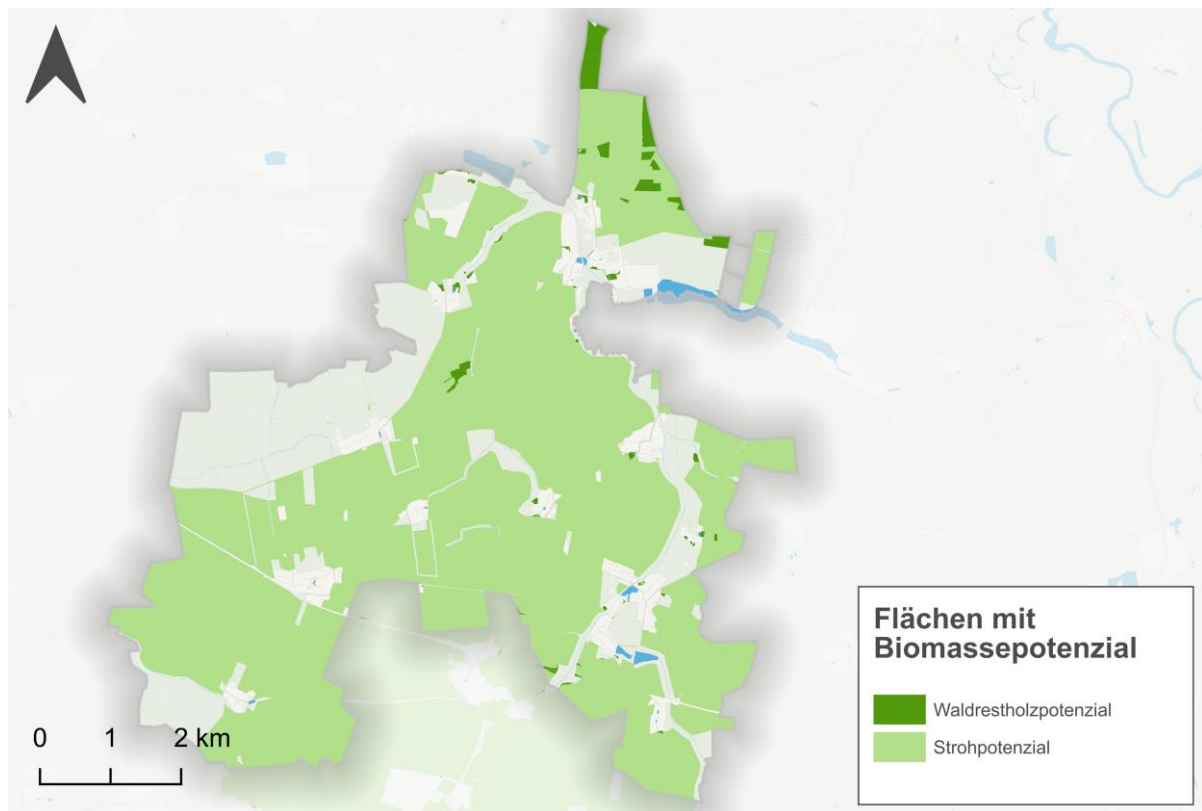 Flächen mit
Biomassepotenzial
Waldrestholzpotenzial
Strohpotenzial
0 1 2 km